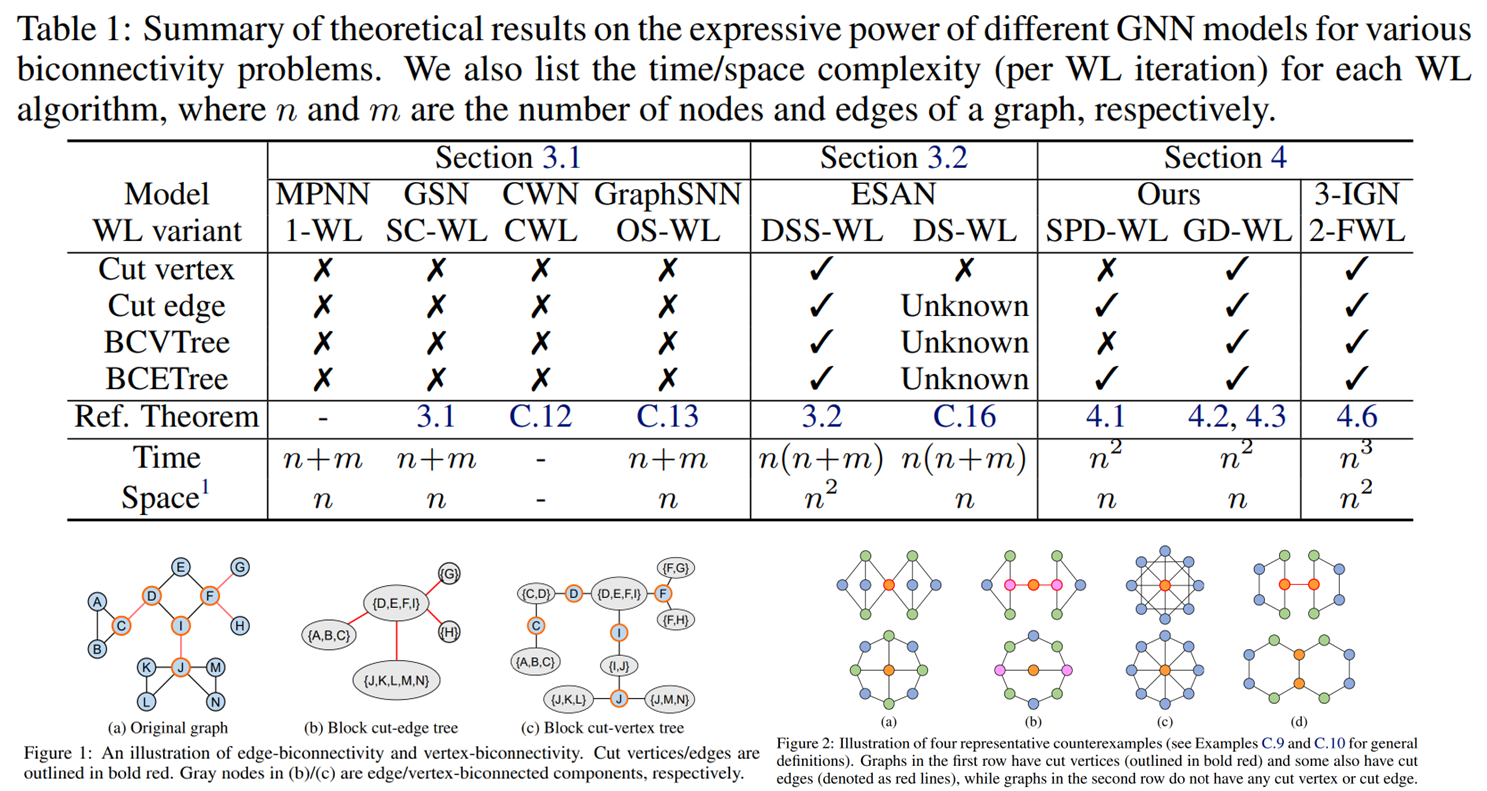 Table 1: Summary of theoretical results on the expressive power of different GNN models for various
biconnectivity problems. We also list the time/space complexity (per WL iteration) for each WL
algorithm, where n and m are the number of nodes and edges of a graph, respectively.
Section 3.1 Section 3.2 Section 4
Model MPNN GSN CWN GraphSNN ESAN Ours 3-IGN
WL variant 1-WL SC-WL CWL OS-WL DSS-WL DS-WL SPD-WL GD-WL 2-FWL
Cut vertex ✗ ✗ ✗ ✗ ✓ ✗ ✗ ✓ ✓
Cut edge ✗ ✗ ✗ ✗ ✓ Unknown ✓ ✓ ✓
BCVTree ✗ ✗ ✗ ✗ ✓ Unknown ✗ ✓ ✓
BCETree ✗ ✗ ✗ ✗ ✓ Unknown ✓ ✓ ✓
Ref. Theorem - 3.1 C.12 C.13 3.2 C.16 4.1 4.2, 4.3 4.6
Time n+m n+m - n+m n(n+m) n(n+m) n² n² n³
Space¹ n n - n n² n n n n²
E G
A D F
C I H
B
K J M
L N
(a) Original graph
{G}
{D,E,F,I}
{A,B,C} {H}
{J,K,L,M,N}
(b) Block cut-edge tree
{F,G}
{C,D} D {D,E,F,I} F
{F,H}
C I
{A,B,C} {I,J}
{J,K,L} J {J,M,N}
(c) Block cut-vertex tree
Figure 1: An illustration of edge-biconnectivity and vertex-biconnectivity. Cut vertices/edges are
outlined in bold red. Gray nodes in (b)/(c) are edge/vertex-biconnected components, respectively.
(a) (b) (c) (d)
Figure 2: Illustration of four representative counterexamples (see Examples C.9 and C.10 for general
definitions). Graphs in the first row have cut vertices (outlined in bold red) and some also have cut
edges (denoted as red lines), while graphs in the second row do not have any cut vertex or cut edge.